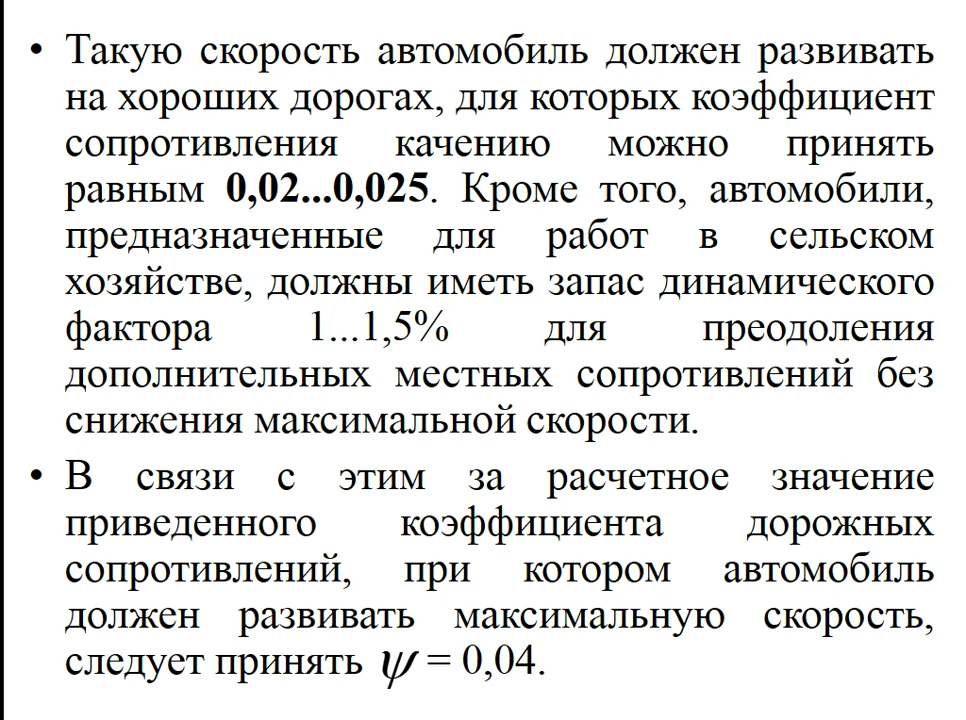 • Такую скорость автомобиль должен развивать
на хороших дорогах, для которых коэффициент
сопротивления качению можно принять
равным 0,02...0,025. Кроме того, автомобили,
предназначенные для работ в сельском
хозяйстве, должны иметь запас динамического
фактора 1...1,5% для преодоления
дополнительных местных сопротивлений без
снижения максимальной скорости.
• В связи с этим за расчетное значение
приведенного коэффициента дорожных
сопротивлений, при котором автомобиль
должен развивать максимальную скорость,
следует принять ψ = 0,04.